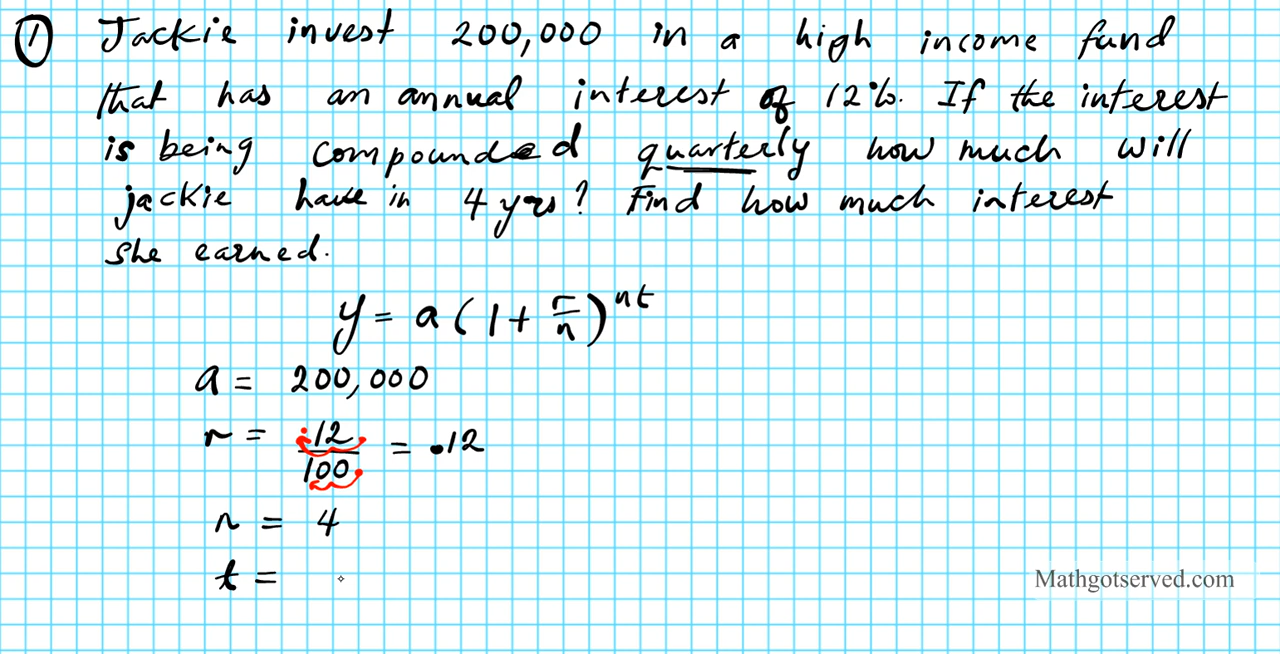 ① Jackie invest 200,000 in a high income fund
that has an annual interest of 12%. If the interest
is being compounded quarterly how much will
jackie have in 4 yrs? Find how much interest
she earned.
y = a(1 + r/n)^nt
a = 200,000
r = .12/100. = .12
n = 4
t =
Mathgotserved.com